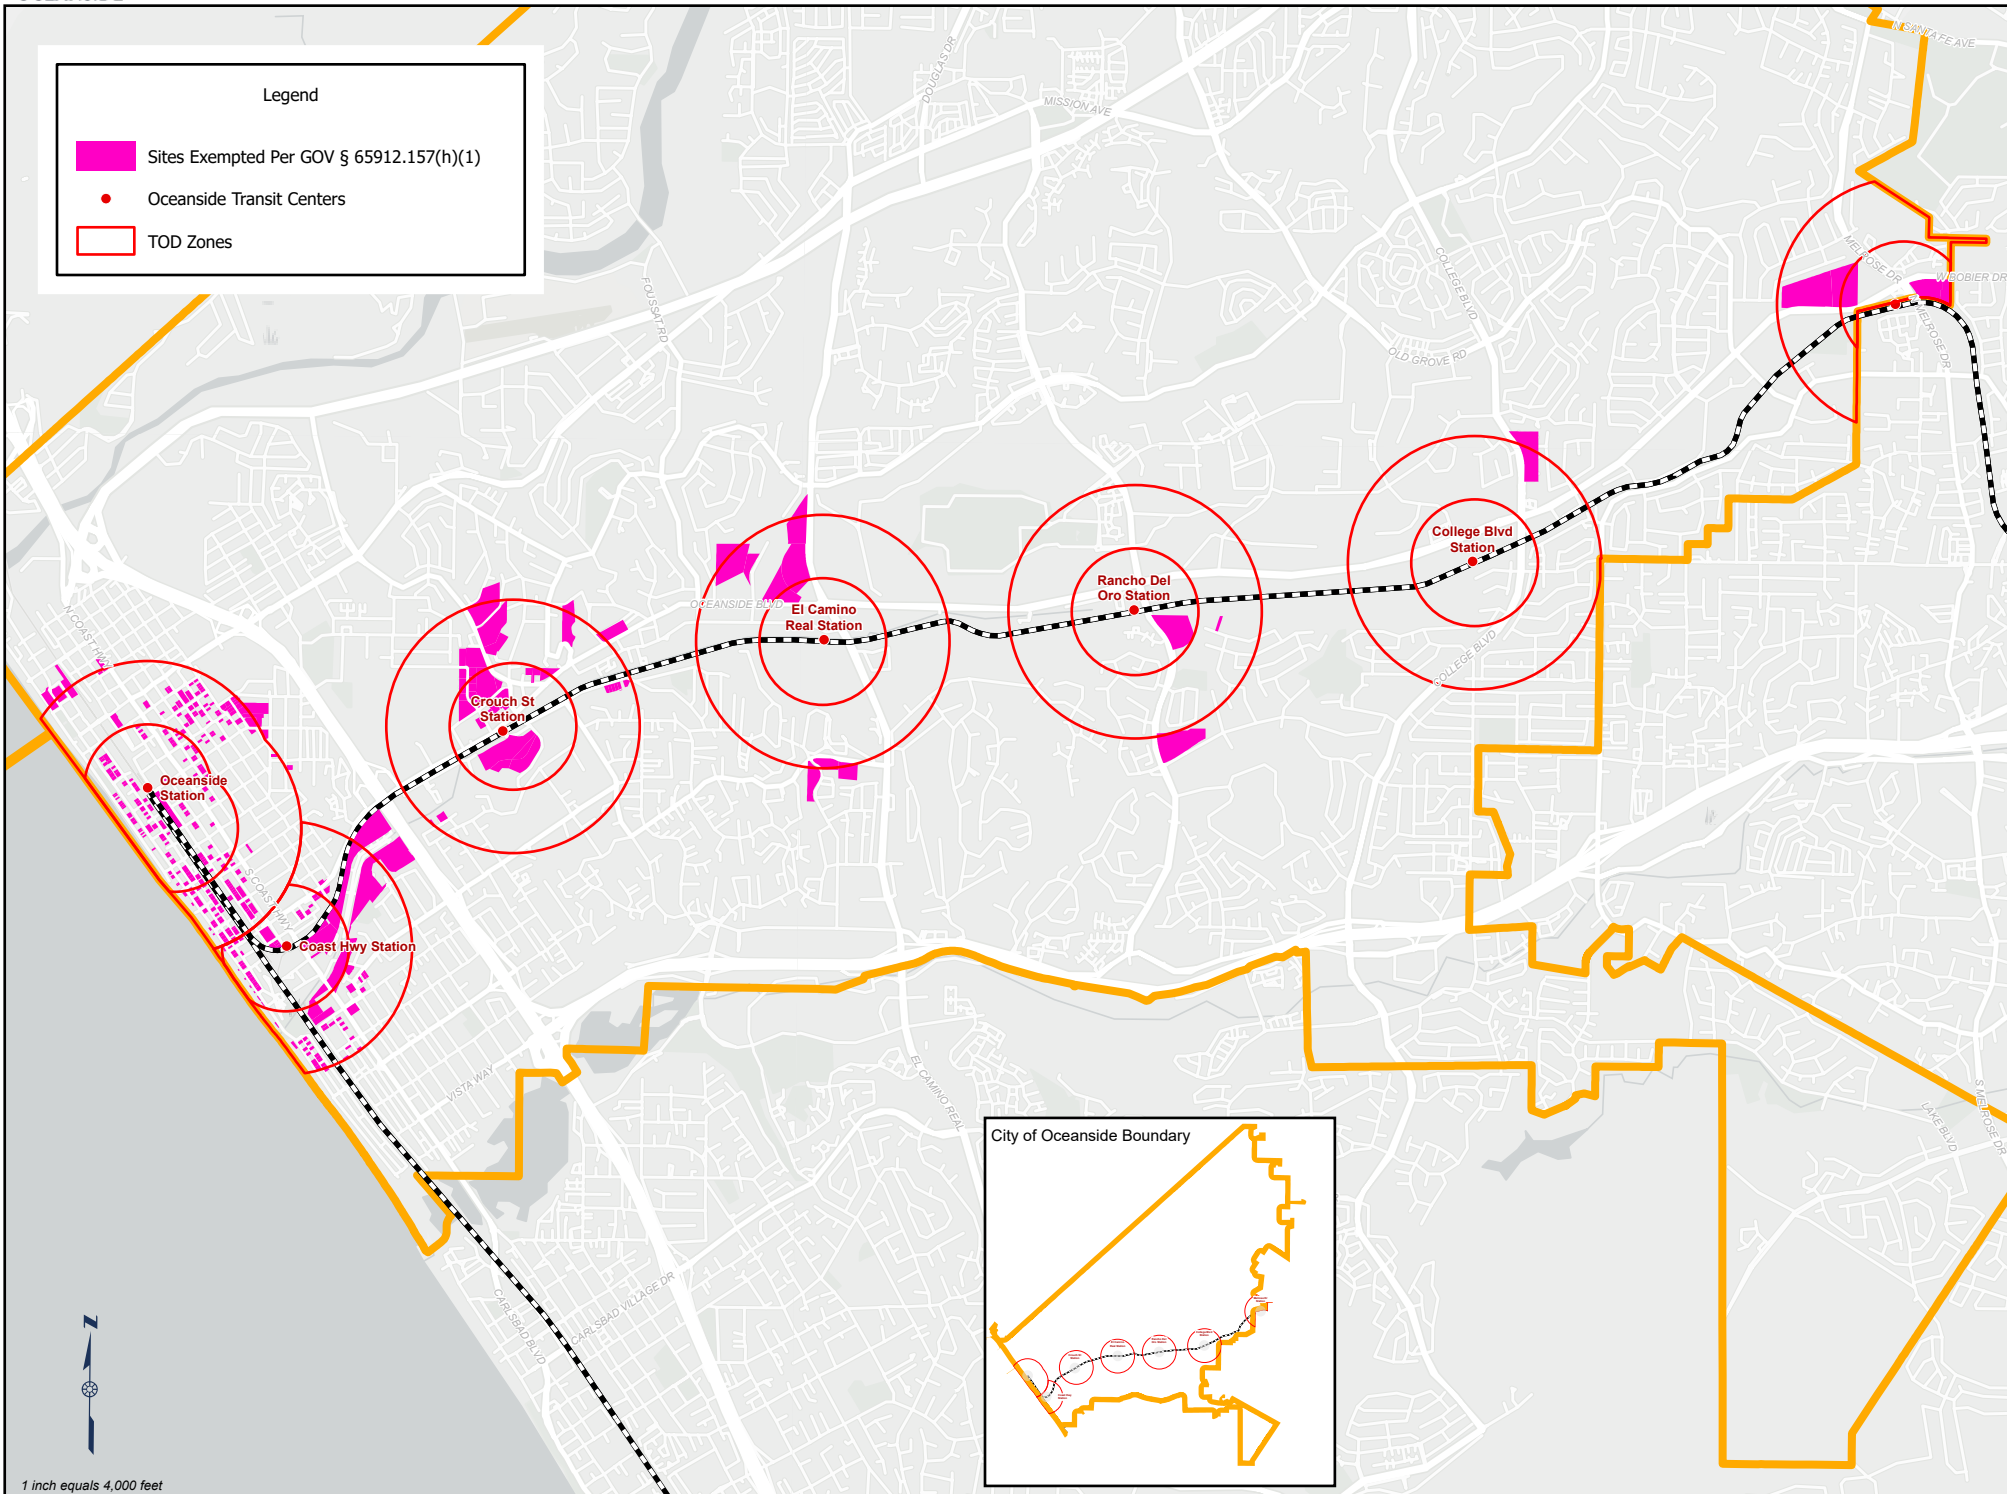 Legend
Sites Exempted Per GOV § 65912.157(h)(1)
Oceanside Transit Centers
TOD Zones
N SANTA FE AVE
DOUGLAS DR
MISSION AVE
FOUSSAT RD
COLLEGE BLVD
MELROSE DR
W BOBIER DR
N MELROSE DR
OLD GROVE RD
College Blvd
Station
Rancho Del
Oro Station
OCEANSIDE BLVD
El Camino
Real Station
N COAST HWY
COLLEGE BLVD
Crouch St
Station
Oceanside
Station
S COAST HWY
Coast Hwy Station
VISTA WAY
EL CAMINO REAL
S MELROSE DR
LAKE BLVD
City of Oceanside Boundary
CARLSBAD VILLAGE DR
CARLSBAD BLVD
N
1 inch equals 4,000 feet